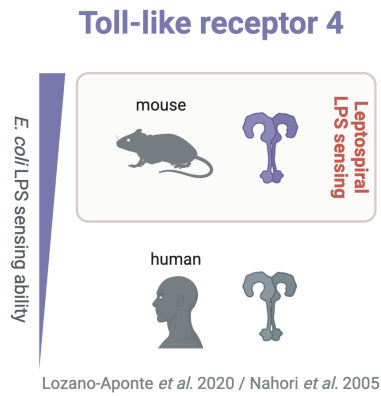 Toll-like receptor 4
mouse
Leptospiral
LPS sensing
E. coli LPS sensing ability
human
Lozano-Aponte et al. 2020 / Nahori et al. 2005